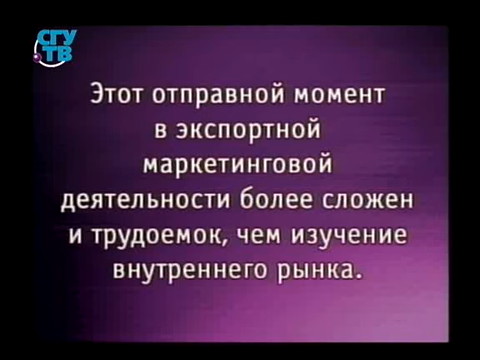 СГУ
ТВ
Этот отправной момент
в экспортной
маркетинговой
деятельности более сложен
и трудоемок, чем изучение
внутреннего рынка.